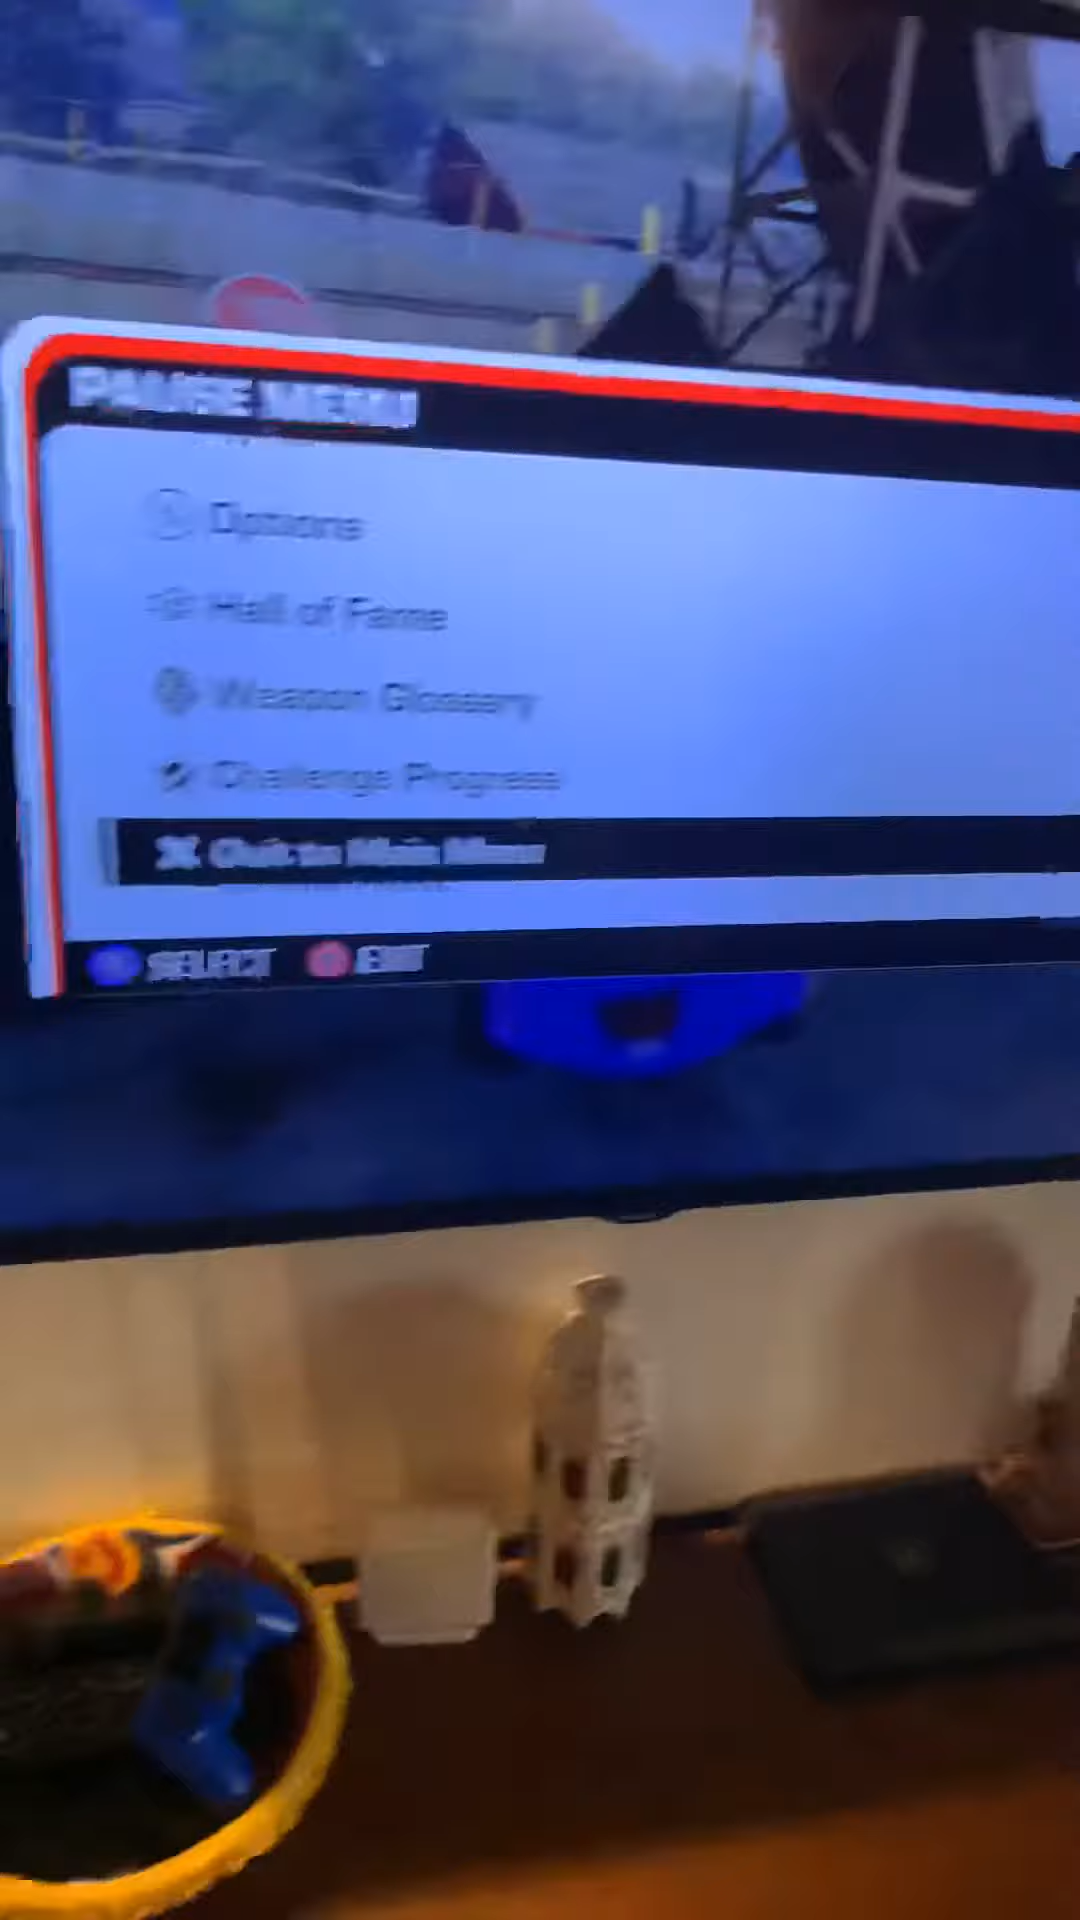 PAUSE MENU
Options
Hall of Fame
Weapon Glossary
Challenge Progress
Quit to Main Menu
SELECT EXIT